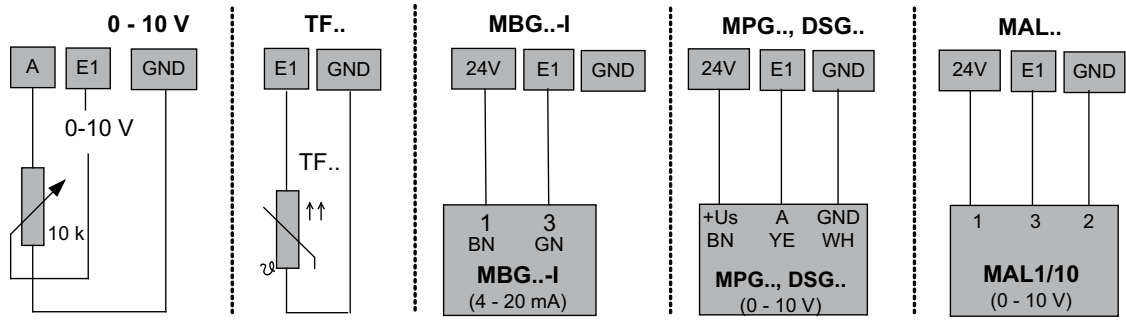 0 - 10 V
A E1 GND
0-10 V
10 k
TF..
E1 GND
TF..
ϑ
MBG..-I
24V E1 GND
1 3
BN GN
MBG..-I
(4 - 20 mA)
MPG.., DSG..
24V E1 GND
+Us A GND
BN YE WH
MPG.., DSG..
(0 - 10 V)
MAL..
24V E1 GND
1 3 2
MAL1/10
(0 - 10 V)